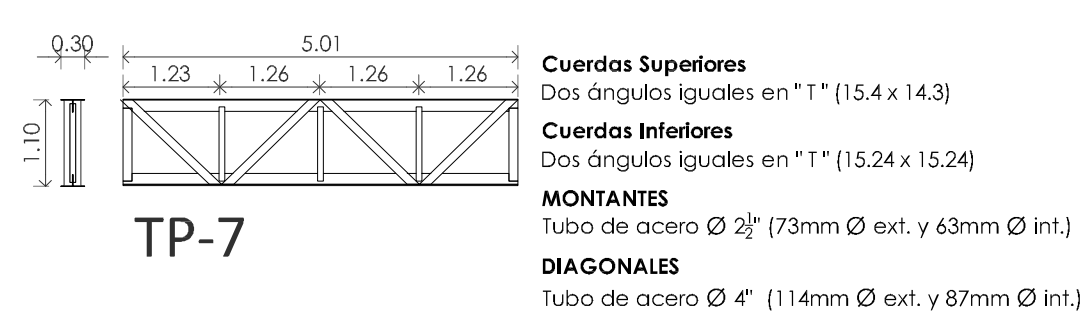 0.30
5.01
1.23 1.26 1.26 1.26
1.10
TP-7
Cuerdas Superiores
Dos ángulos iguales en " T " (15.4 x 14.3)
Cuerdas Inferiores
Dos ángulos iguales en " T " (15.24 x 15.24)
MONTANTES
Tubo de acero Ø 2½" (73mm Ø ext. y 63mm Ø int.)
DIAGONALES
Tubo de acero Ø 4" (114mm Ø ext. y 87mm Ø int.)